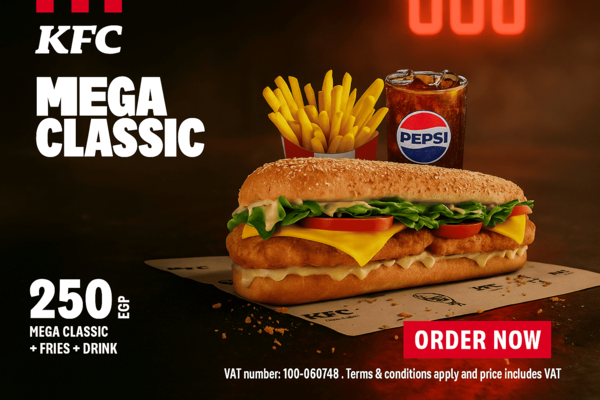 KFC
MEGA
CLASSIC
PEPSI
250 EGP
MEGA CLASSIC
+ FRIES + DRINK
KFC
ORDER NOW
VAT number: 100-060748 . Terms & conditions apply and price includes VAT